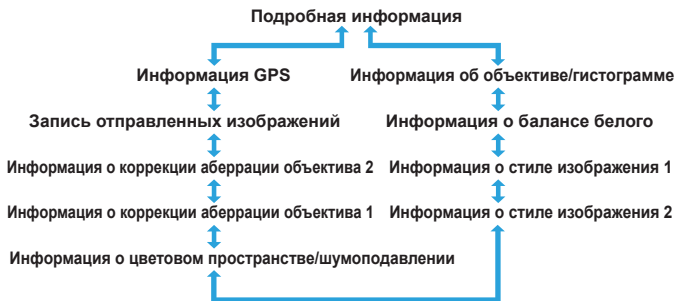 Подробная информация
Информация GPS
Информация об объективе/гистограмме
Запись отправленных изображений
Информация о балансе белого
Информация о коррекции аберрации объектива 2
Информация о стиле изображения 1
Информация о коррекции аберрации объектива 1
Информация о стиле изображения 2
Информация о цветовом пространстве/шумоподавлении